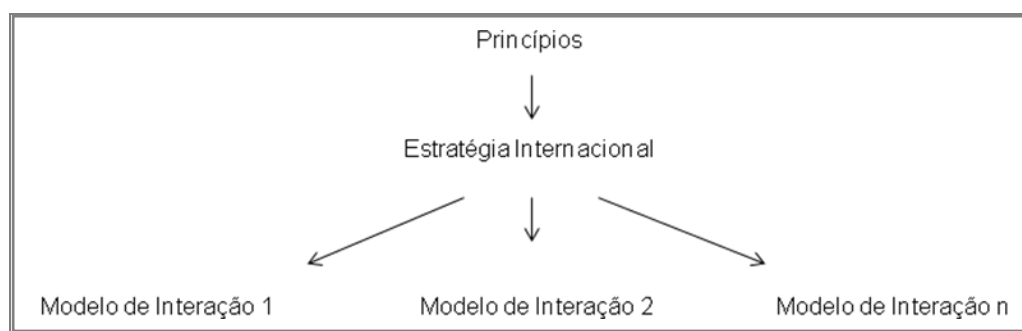 Princípios
Estratégia Internacional
Modelo de Interação 1 Modelo de Interação 2 Modelo de Interação n